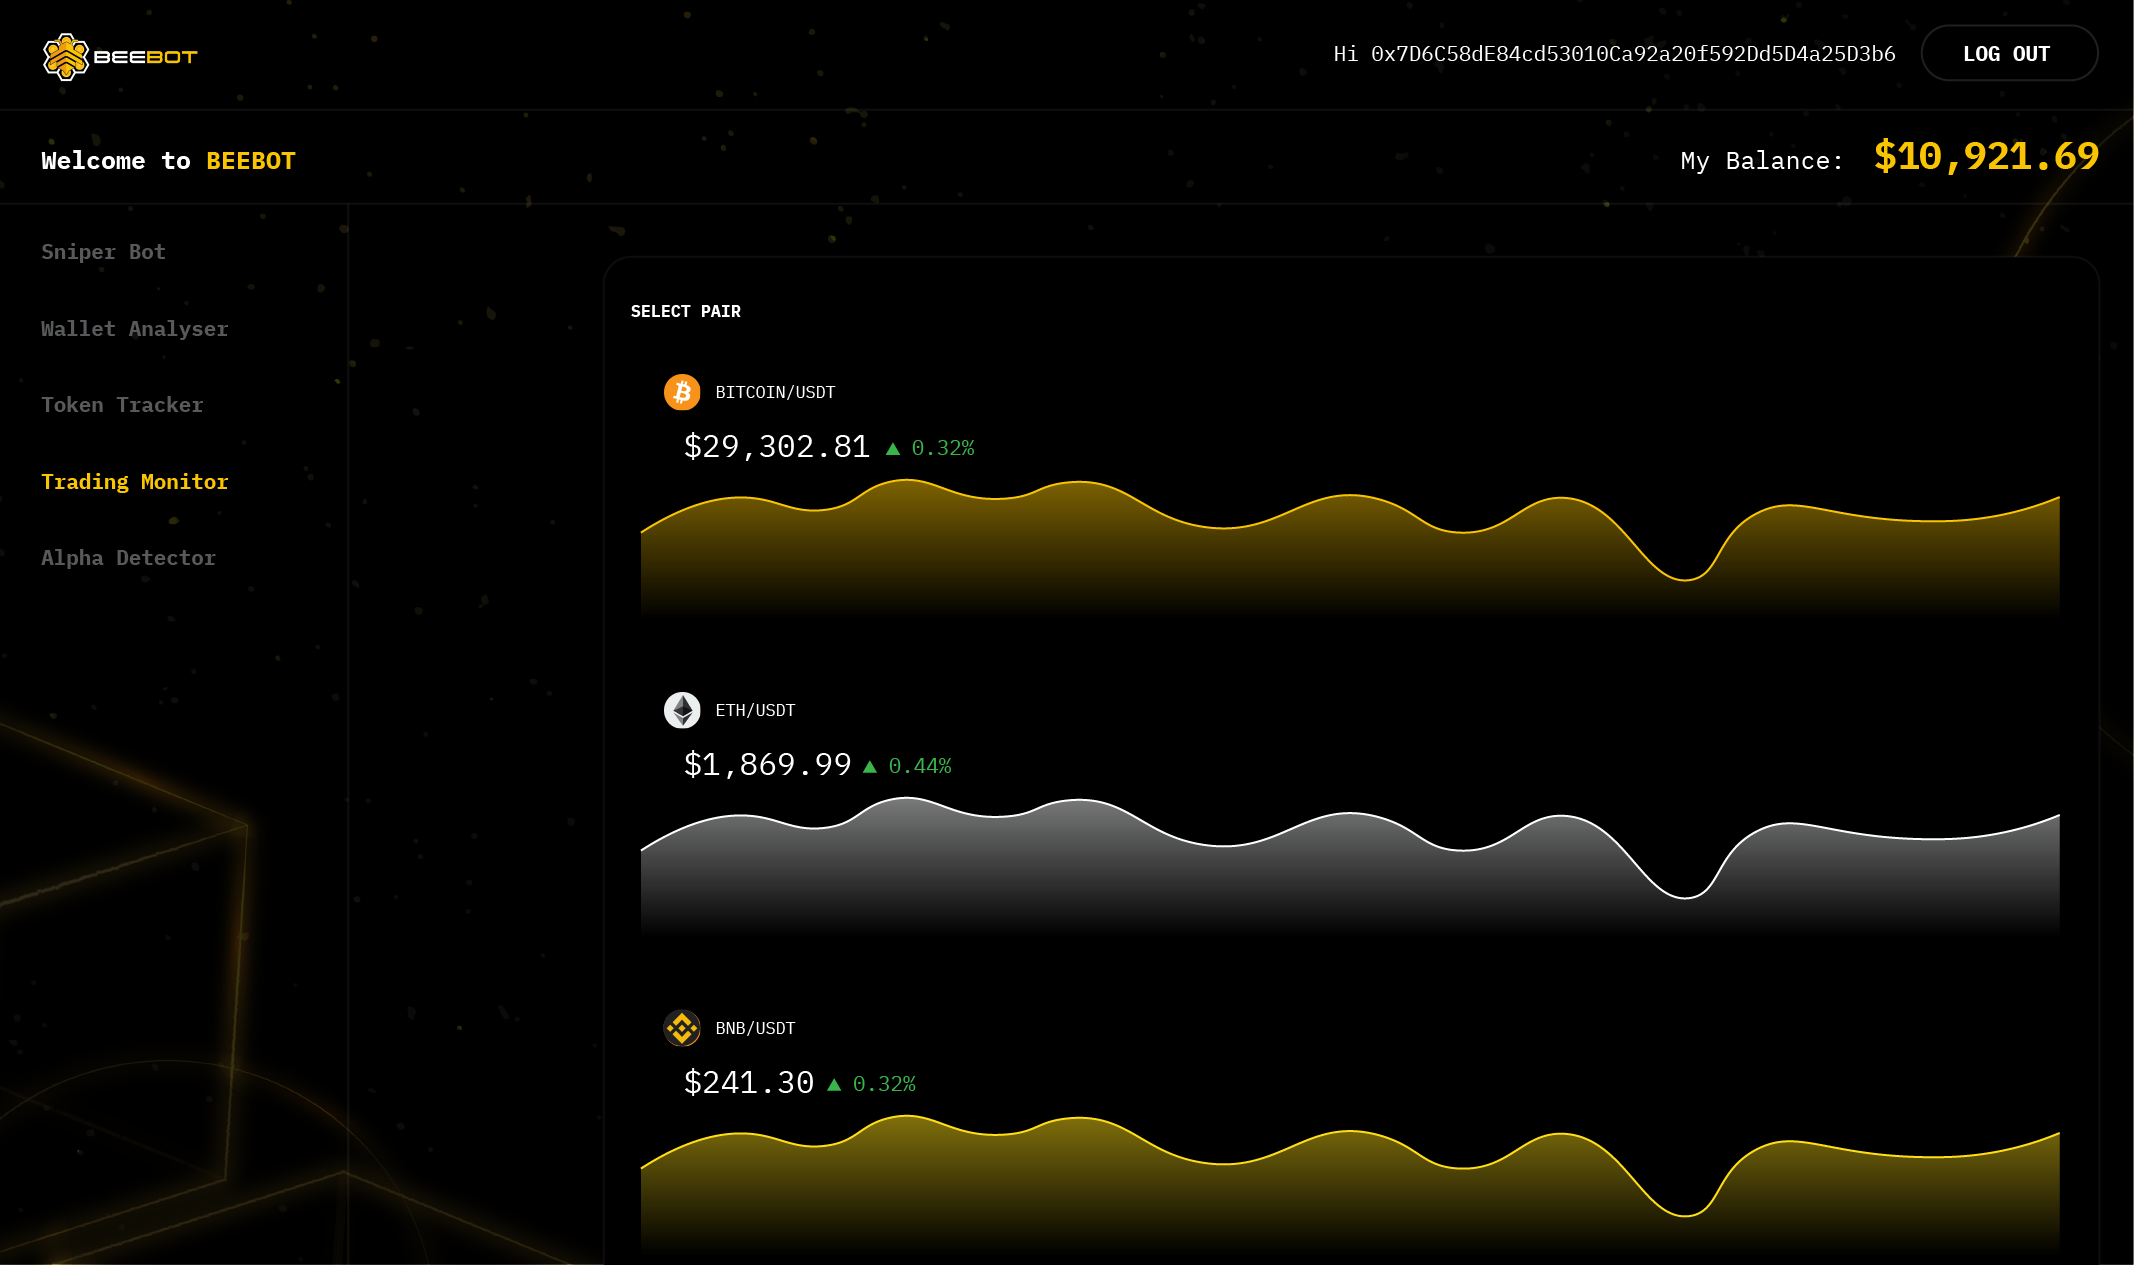 BEEBOT
Hi 0x7D6C58dE84cd53010Ca92a20f592Dd5D4a25D3b6
LOG OUT
Welcome to BEEBOT
My Balance: $10,921.69
Sniper Bot
Wallet Analyser
Token Tracker
Trading Monitor
Alpha Detector
SELECT PAIR
BITCOIN/USDT
$29,302.81 ▲ 0.32%
ETH/USDT
$1,869.99 ▲ 0.44%
BNB/USDT
$241.30 ▲ 0.32%